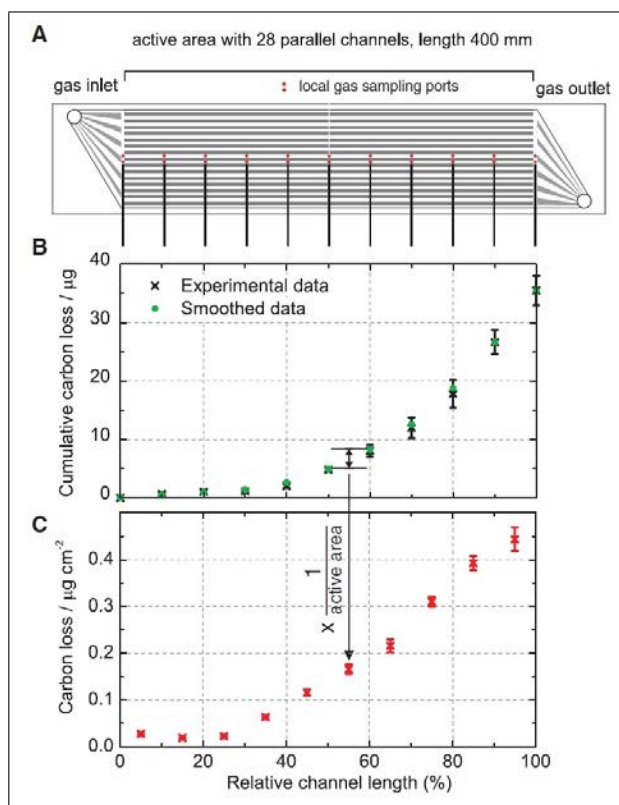 A
active area with 28 parallel channels, length 400 mm
gas inlet
local gas sampling ports
gas outlet
B
40
30
20
10
0
Cumulative carbon loss / µg
Experimental data
Smoothed data
C
0.4
0.3
0.2
0.1
0.0
Carbon loss / µg cm⁻²
× 1
active area
0 20 40 60 80 100
Relative channel length (%)